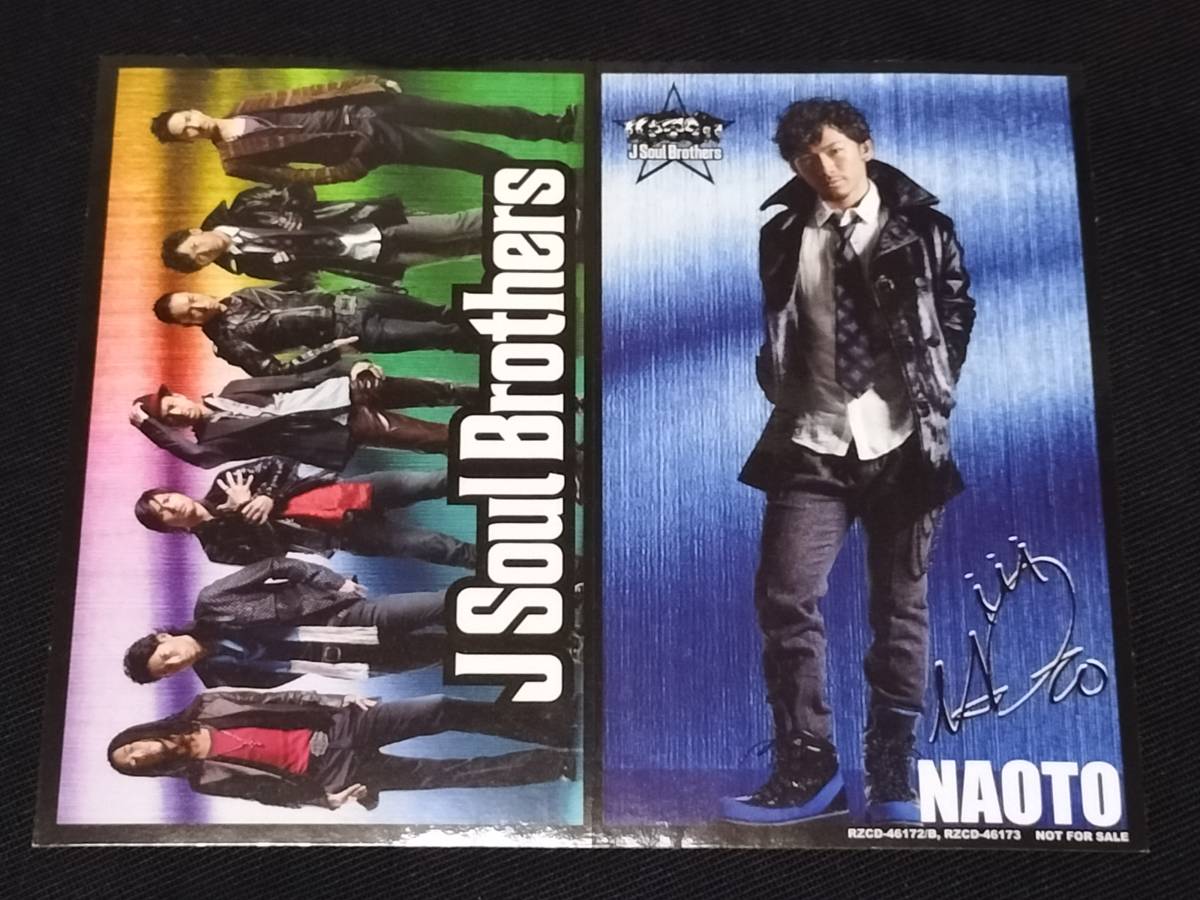 J Soul Brothers
J Soul Brothers
NAOTO
RZCD-46172/B, RZCD-46173 NOT FOR SALE